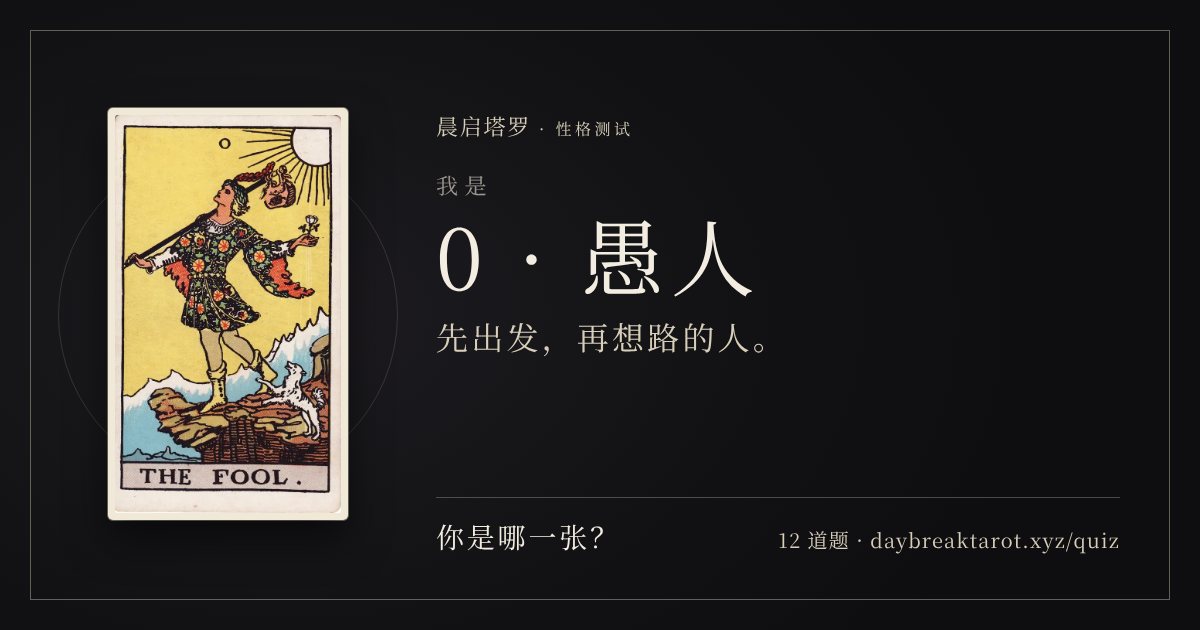 0
THE FOOL.
晨启塔罗 · 性格测试
我是
0 · 愚人
先出发，再想路的人。
你是哪一张？
12 道题 · daybreaktarot.xyz/quiz